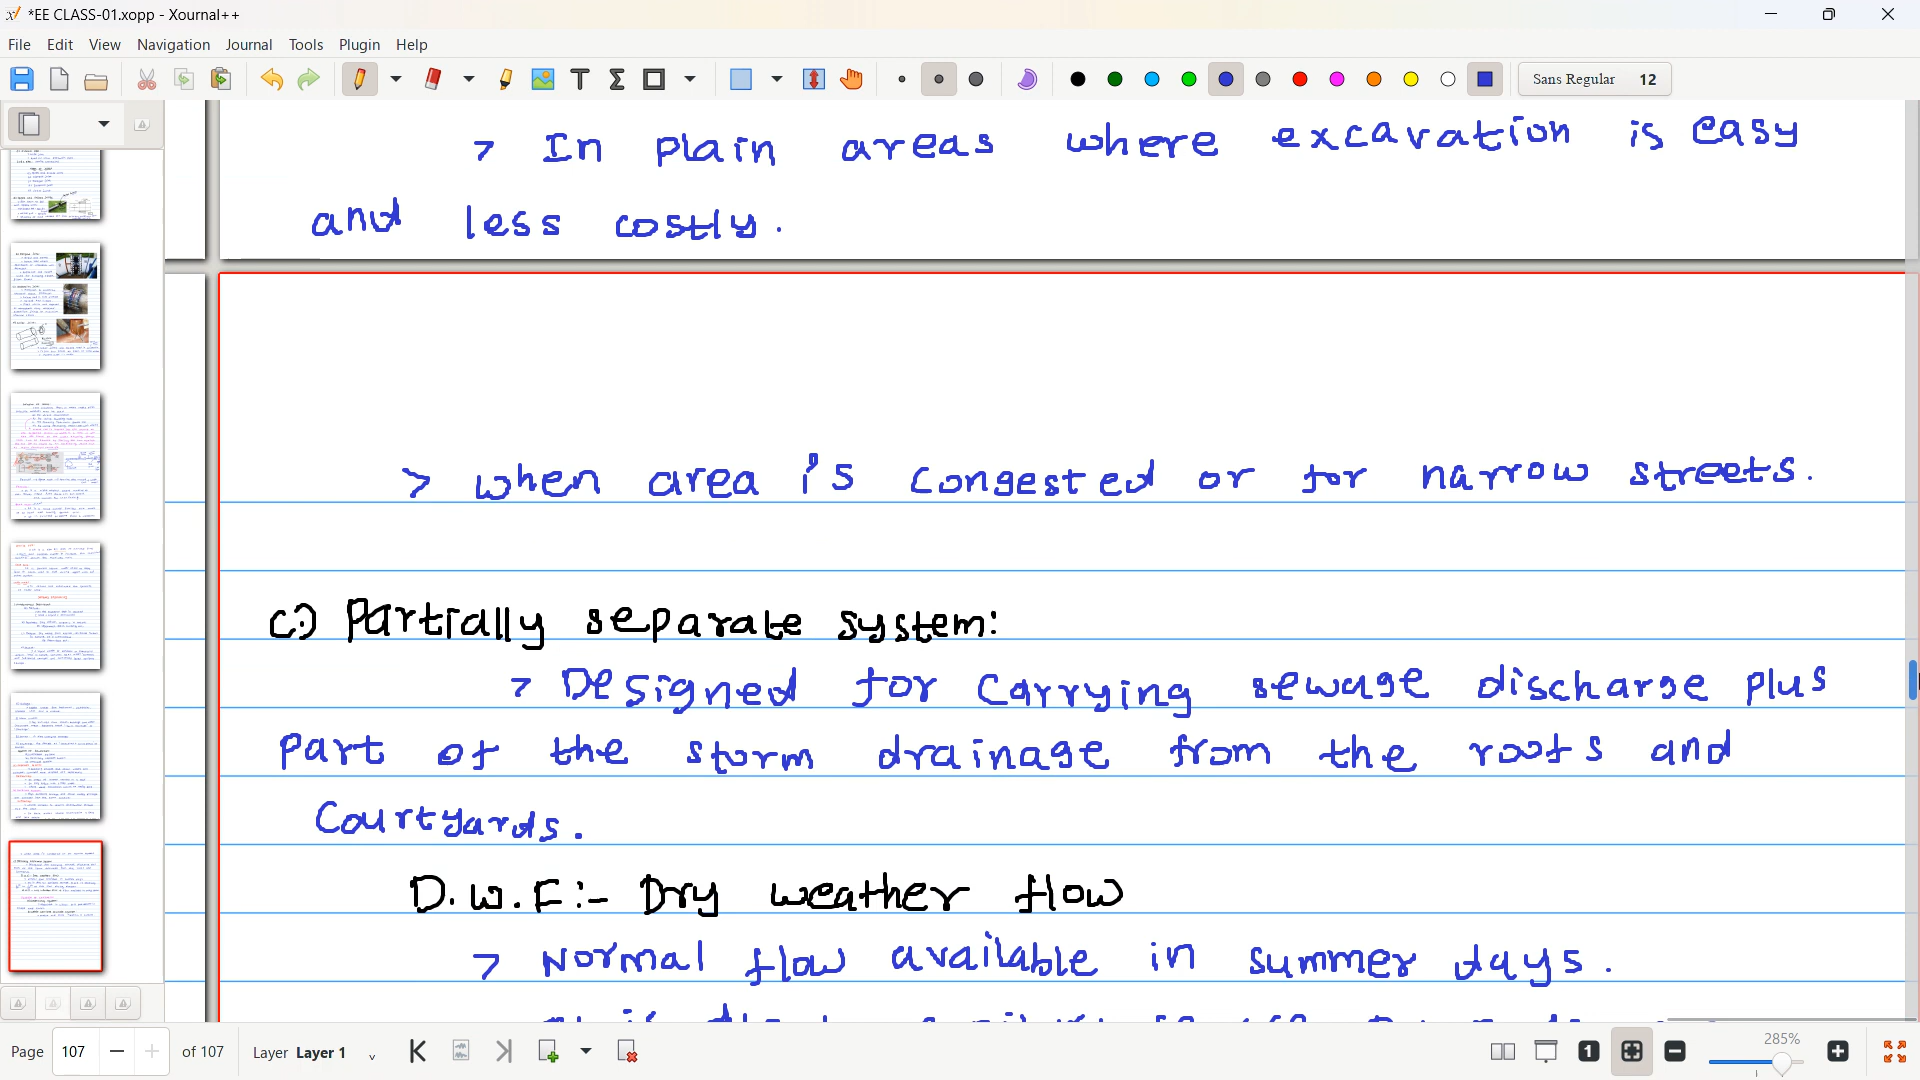 *EE CLASS-01.xopp - Xournal++
File Edit View Navigation Journal Tools Plugin Help
Sans Regular 12
> In plain areas where excavation is easy
and less costly.
> when area is congested or for narrow streets.
c.) Partially separate system:
> Designed for carrying sewage discharge plus
part of the storm drainage from the roofs and
Courtyards.
D.W.F:- Dry weather flow
> Normal flow available in summer days.
Page 107 of 107 Layer Layer 1 285%